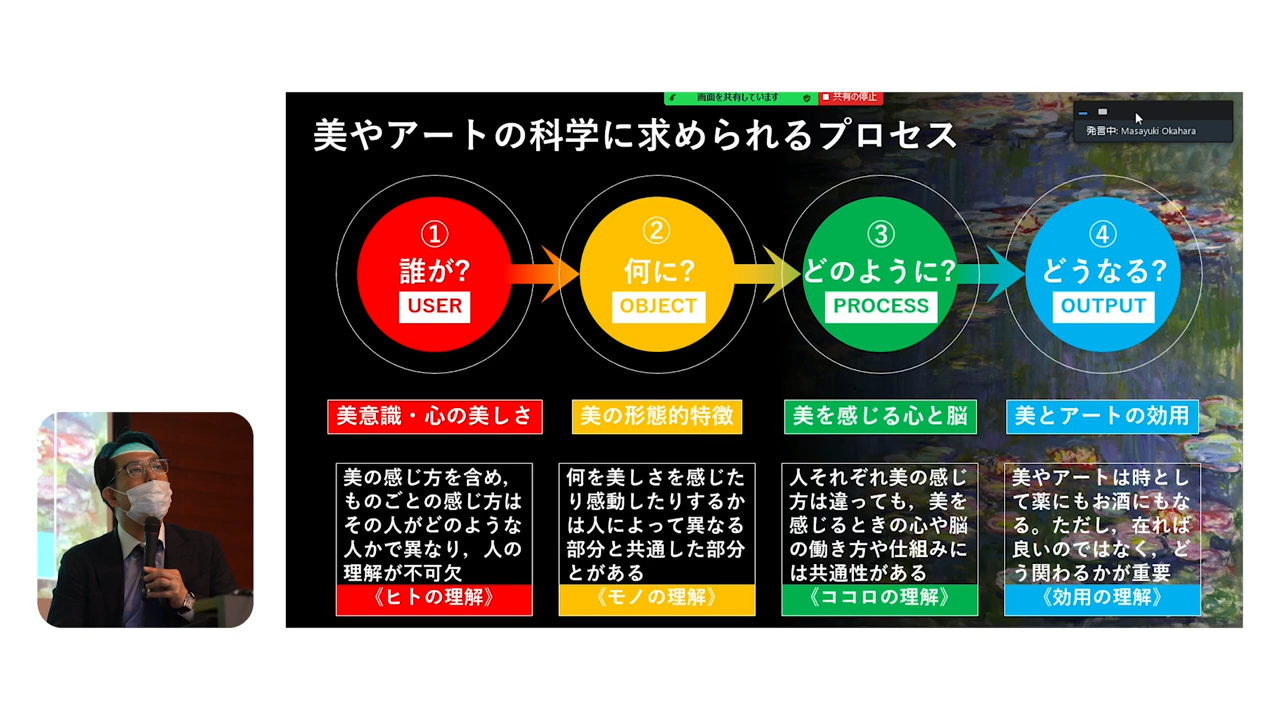 画面を共有しています
共有の停止
発言中: Masayuki Okahara
美やアートの科学に求められるプロセス
①
誰が?
USER
②
何に?
OBJECT
③
どのように?
PROCESS
④
どうなる?
OUTPUT
美意識・心の美しさ
美の形態的特徴
美を感じる心と脳
美とアートの効用
美の感じ方を含め,
ものごとの感じ方は
その人がどのような
人かで異なり，人の
理解が不可欠
《ヒトの理解》
何を美しさを感じた
り感動したりするか
は人によって異なる
部分と共通した部分
とがある
《モノの理解》
人それぞれ美の感じ
方は違っても，美を
感じるときの心や脳
の働き方や仕組みに
は共通性がある
《ココロの理解》
美やアートは時とし
て薬にもお酒にもな
る。ただし，在れば
良いのではなく，ど
う関わるかが重要
《効用の理解》